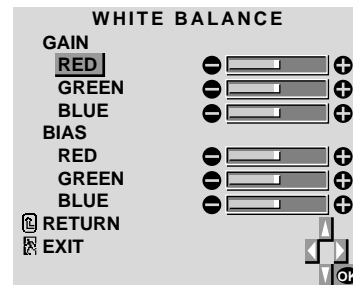 WHITE BALANCE
GAIN
RED
GREEN
BLUE
BIAS
RED
GREEN
BLUE
RETURN
EXIT
OK